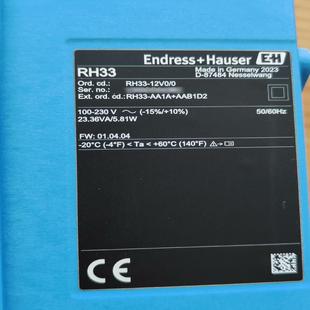 Endress+Hauser EH
RH33
Made in Germany 2023
D-87484 Nesselwang
Ord. cd.: RH33-12V0/0
Ser. no.:
Ext. ord. cd.: RH33-AA1A+AAB1D2
100-230 V ~ (-15%/+10%) 50/60Hz
23.36VA/5.81W
FW: 01.04.04
-20°C (-4°F) < Ta < +60°C (140°F) ⚠→
CE